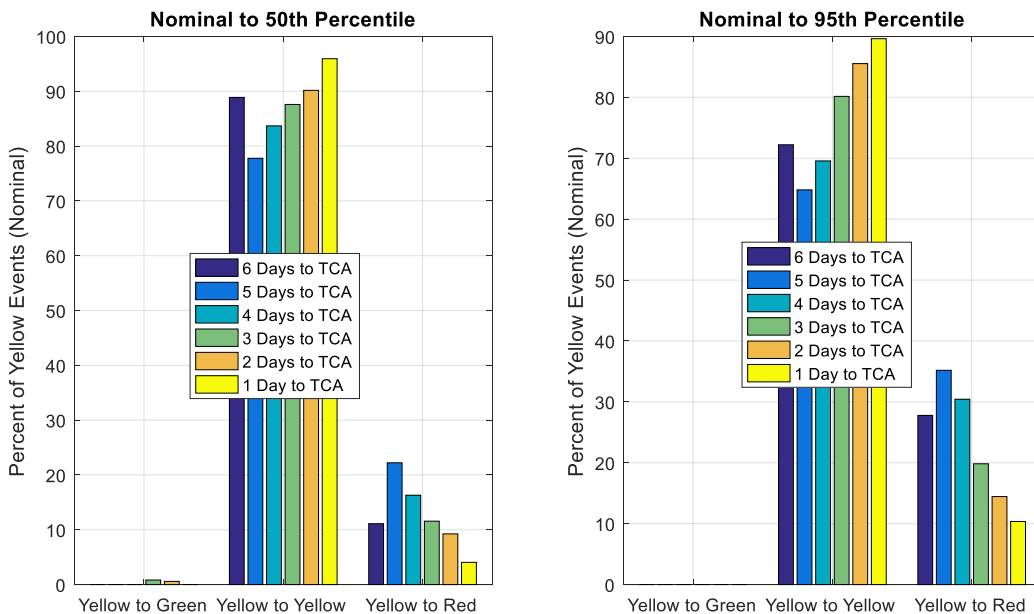 Nominal to 50th Percentile
Percent of Yellow Events (Nominal)
100
90
80
70
60
50
40
30
20
10
0
6 Days to TCA
5 Days to TCA
4 Days to TCA
3 Days to TCA
2 Days to TCA
1 Day to TCA
Yellow to Green Yellow to Yellow Yellow to Red
Nominal to 95th Percentile
Percent of Yellow Events (Nominal)
90
80
70
60
50
40
30
20
10
0
6 Days to TCA
5 Days to TCA
4 Days to TCA
3 Days to TCA
2 Days to TCA
1 Day to TCA
Yellow to Green Yellow to Yellow Yellow to Red